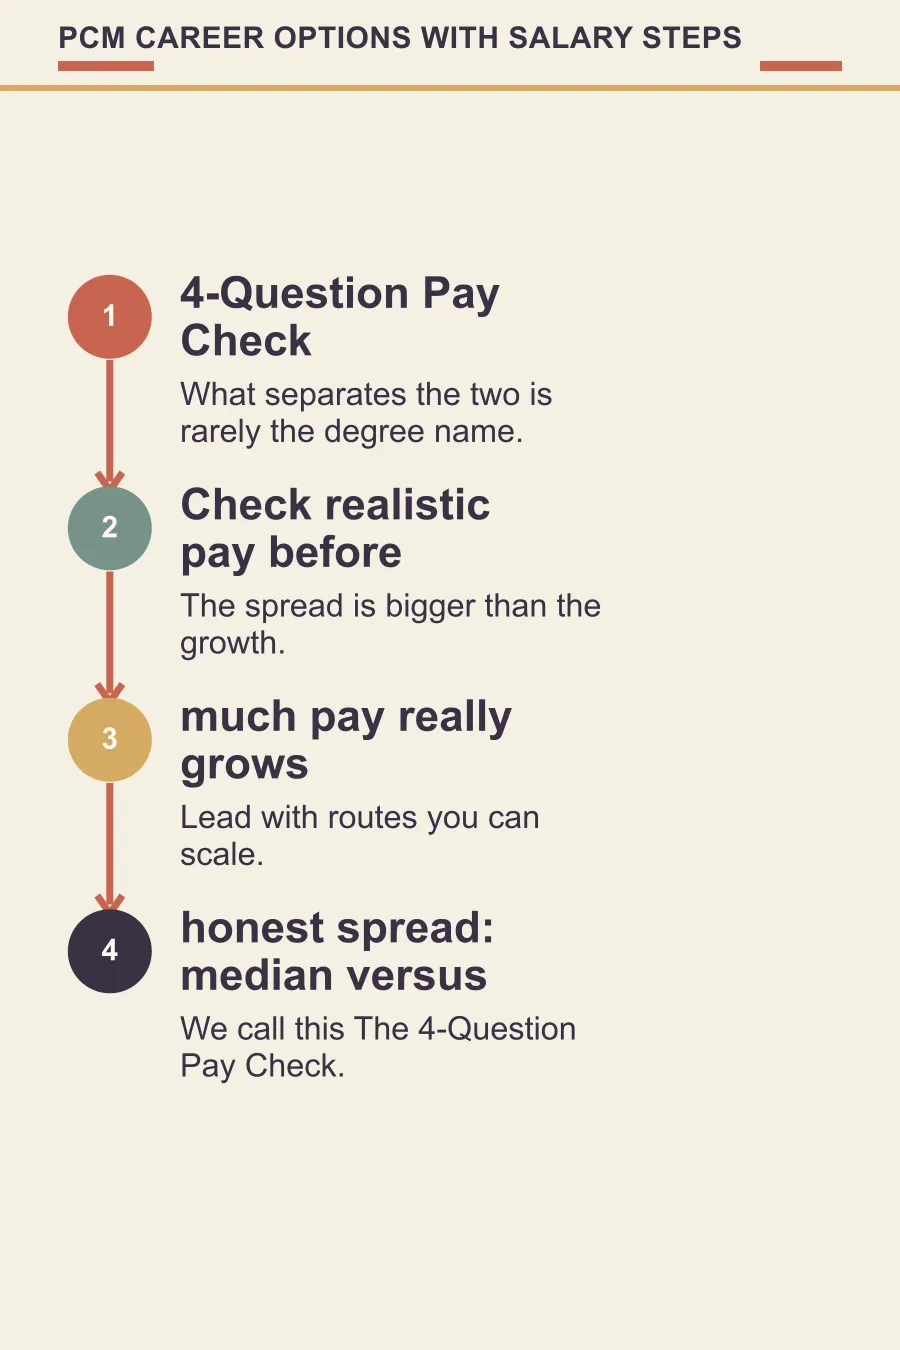 PCM CAREER OPTIONS WITH SALARY STEPS
1
4-Question Pay
Check
What separates the two is
rarely the degree name.
2
Check realistic
pay before
The spread is bigger than the
growth.
3
much pay really
grows
Lead with routes you can
scale.
4
honest spread:
median versus
We call this The 4-Question
Pay Check.